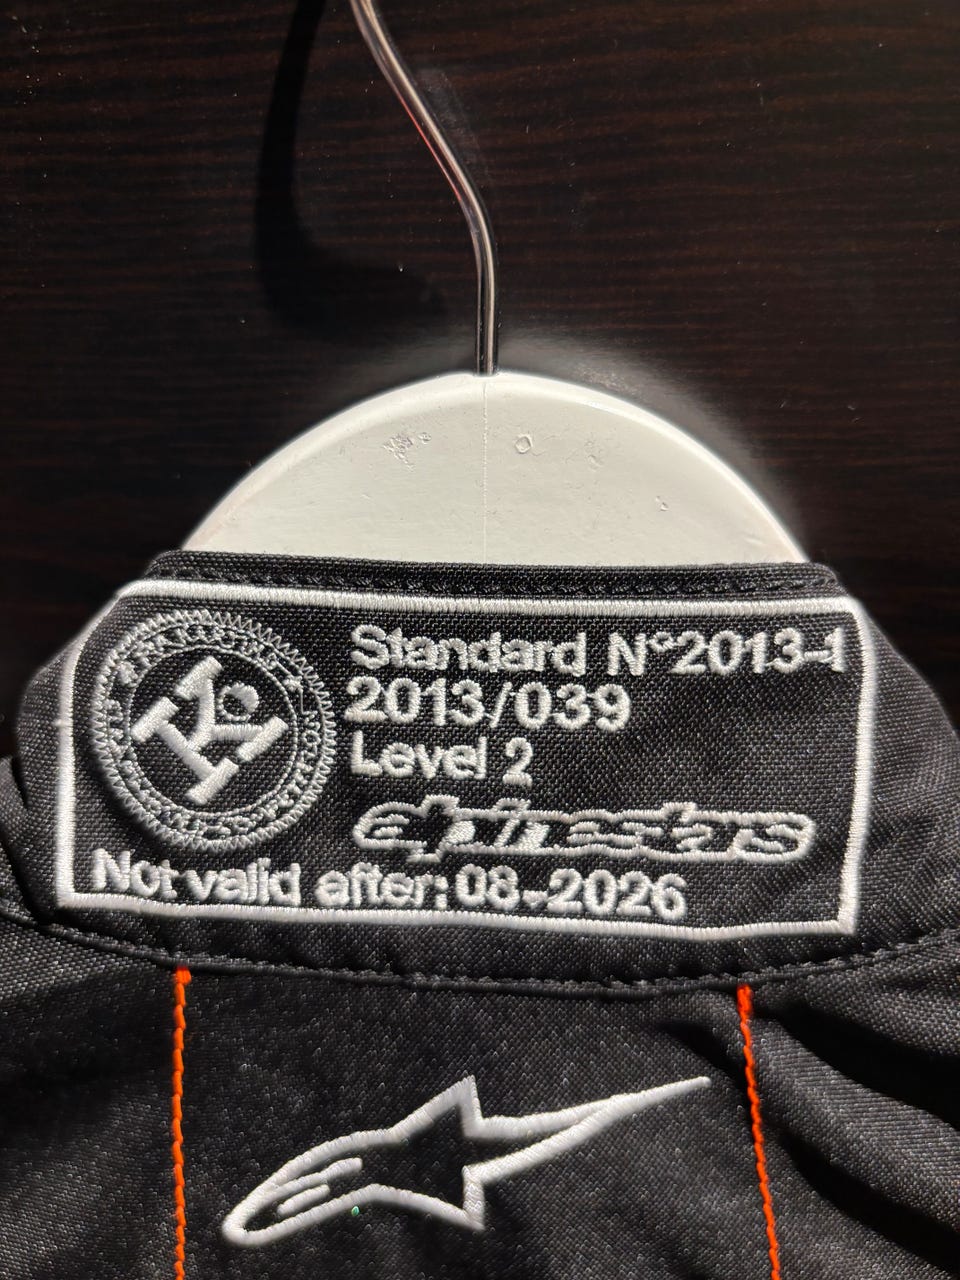 Standard N°2013-1
2013/039
Level 2
alpinestars
Not valid after: 08-2026